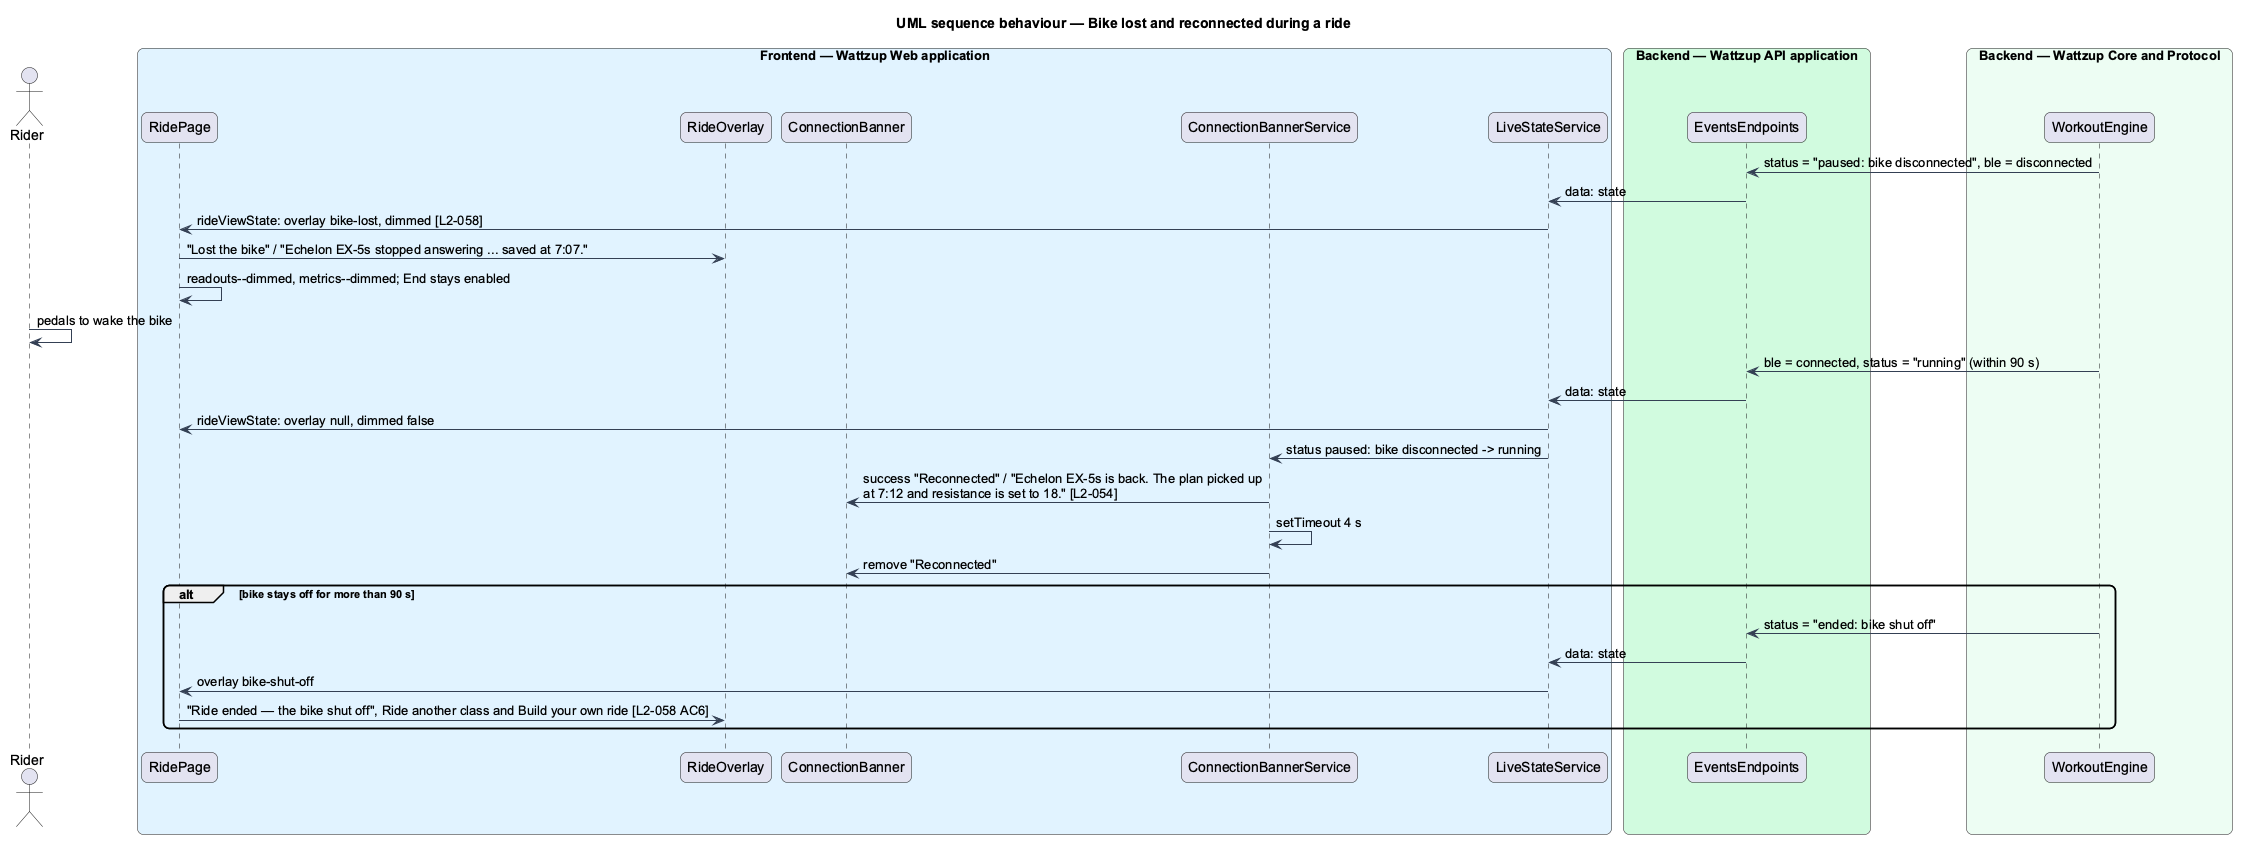 UML sequence behaviour — Bike lost and reconnected during a ride
Frontend — Wattzup Web application
Backend — Wattzup API application
Backend — Wattzup Core and Protocol
Rider
RidePage
RideOverlay
ConnectionBanner
ConnectionBannerService
LiveStateService
EventsEndpoints
WorkoutEngine
status = "paused: bike disconnected", ble = disconnected
data: state
rideViewState: overlay bike-lost, dimmed [L2-058]
"Lost the bike" / "Echelon EX-5s stopped answering ... saved at 7:07."
readouts--dimmed, metrics--dimmed; End stays enabled
pedals to wake the bike
ble = connected, status = "running" (within 90 s)
data: state
rideViewState: overlay null, dimmed false
status paused: bike disconnected -> running
success "Reconnected" / "Echelon EX-5s is back. The plan picked up
at 7:12 and resistance is set to 18." [L2-054]
setTimeout 4 s
remove "Reconnected"
alt
[bike stays off for more than 90 s]
status = "ended: bike shut off"
data: state
overlay bike-shut-off
"Ride ended — the bike shut off", Ride another class and Build your own ride [L2-058 AC6]
Rider
RidePage
RideOverlay
ConnectionBanner
ConnectionBannerService
LiveStateService
EventsEndpoints
WorkoutEngine